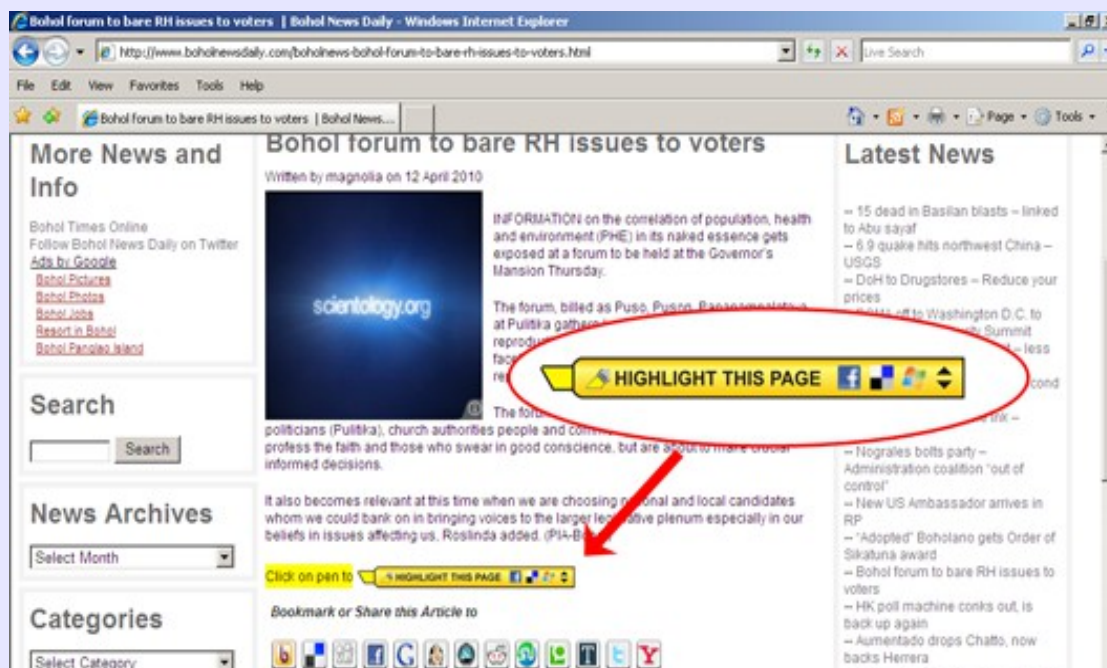 Bohol forum to bare RH issues to voters | Bohol News Daily - Windows Internet Explorer
http://www.boholnewsdaily.com/boholnews-bohol-forum-to-bare-rh-issues-to-voters.html
Live Search
File Edit View Favorites Tools Help
Bohol forum to bare RH issues to voters | Bohol News....
Page Tools
More News and
Info
Bohol Times Online
Follow Bohol News Daily on Twitter
Ads by Google
Bohol Pictures
Bohol Photos
Bohol Jobs
Resort in Bohol
Bohol Panglao Island
Search
Search
News Archives
Select Month
Categories
Select Category
Bohol forum to bare RH issues to voters
Written by magnolia on 12 April 2010
scientology.org
INFORMATION on the correlation of population, health
and environment (PHE) in its naked essence gets
exposed at a forum to be held at the Governor's
Mansion Thursday.
The forum, billed as Puso, Puson,
at Pulitika
The
politicians (Pulitika), church authorities people and
profess the faith and those who swear in good conscience, but are about to make crucial
informed decisions.
It also becomes relevant at this time when we are choosing national and local candidates
whom we could bank on in bringing voices to the larger legislative plenum especially in our
beliefs in issues affecting us, Roslinda added.
HIGHLIGHT THIS PAGE
Click on pen to HIGHLIGHT THIS PAGE
Bookmark or Share this Article to
Latest News
-- 15 dead in Basilan blasts – linked
to Abu sayaf
-- 6.9 quake hits northwest China –
USGS
-- DoH to Drugstores – Reduce your
prices
off to Washington D.C. to
Summit
– less
-- Nograles bolts party –
Administration coalition "out of
control"
-- New US Ambassador arrives in
RP
-- "Adopted" Boholano gets Order of
Sikatuna award
-- Bohol forum to bare RH issues to
voters
-- HK poll machine conks out, is
back up again
-- Aumentado drops Chatto, now
backs Herrera